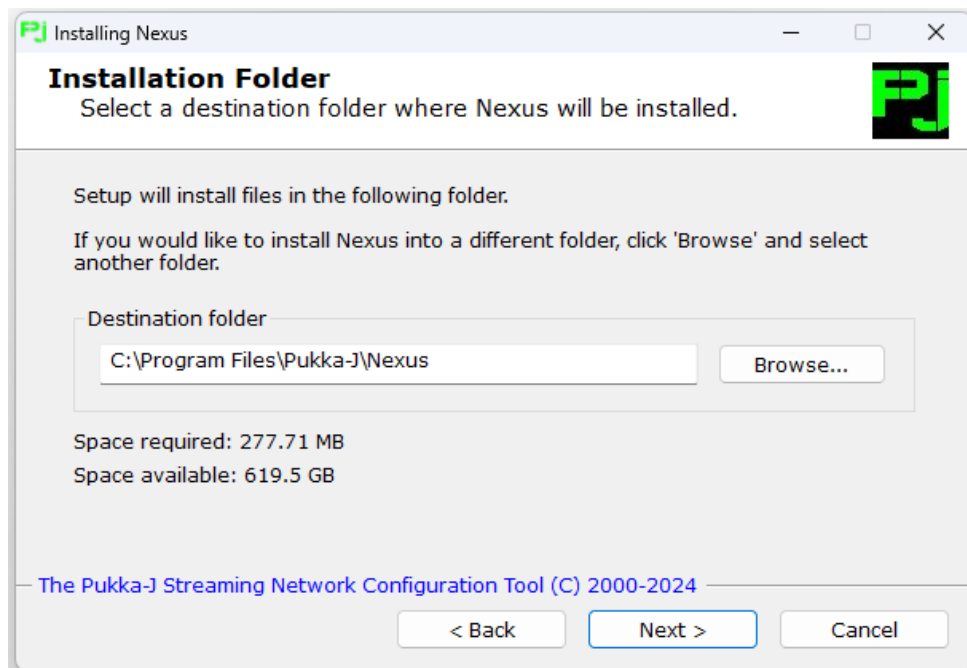 Pj Installing Nexus
Installation Folder
Select a destination folder where Nexus will be installed.
Pj
Setup will install files in the following folder.
If you would like to install Nexus into a different folder, click 'Browse' and select
another folder.
Destination folder
C:\Program Files\Pukka-J\Nexus
Browse...
Space required: 277.71 MB
Space available: 619.5 GB
The Pukka-J Streaming Network Configuration Tool (C) 2000-2024
< Back
Next >
Cancel